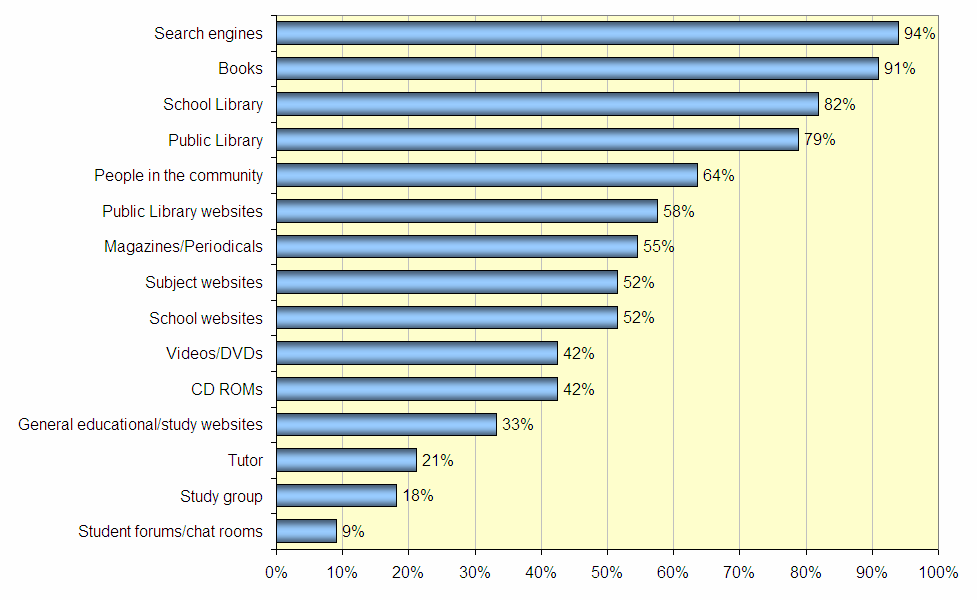 Search engines 94%
Books 91%
School Library 82%
Public Library 79%
People in the community 64%
Public Library websites 58%
Magazines/Periodicals 55%
Subject websites 52%
School websites 52%
Videos/DVDs 42%
CD ROMs 42%
General educational/study websites 33%
Tutor 21%
Study group 18%
Student forums/chat rooms 9%
0% 10% 20% 30% 40% 50% 60% 70% 80% 90% 100%